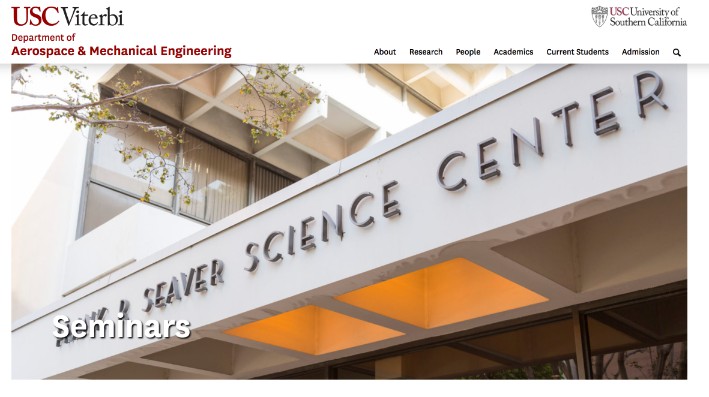 USC Viterbi
USC University of
Southern California
Department of
Aerospace & Mechanical Engineering
About Research People Academics Current Students Admission
R SEAVER SCIENCE CENTER
Seminars